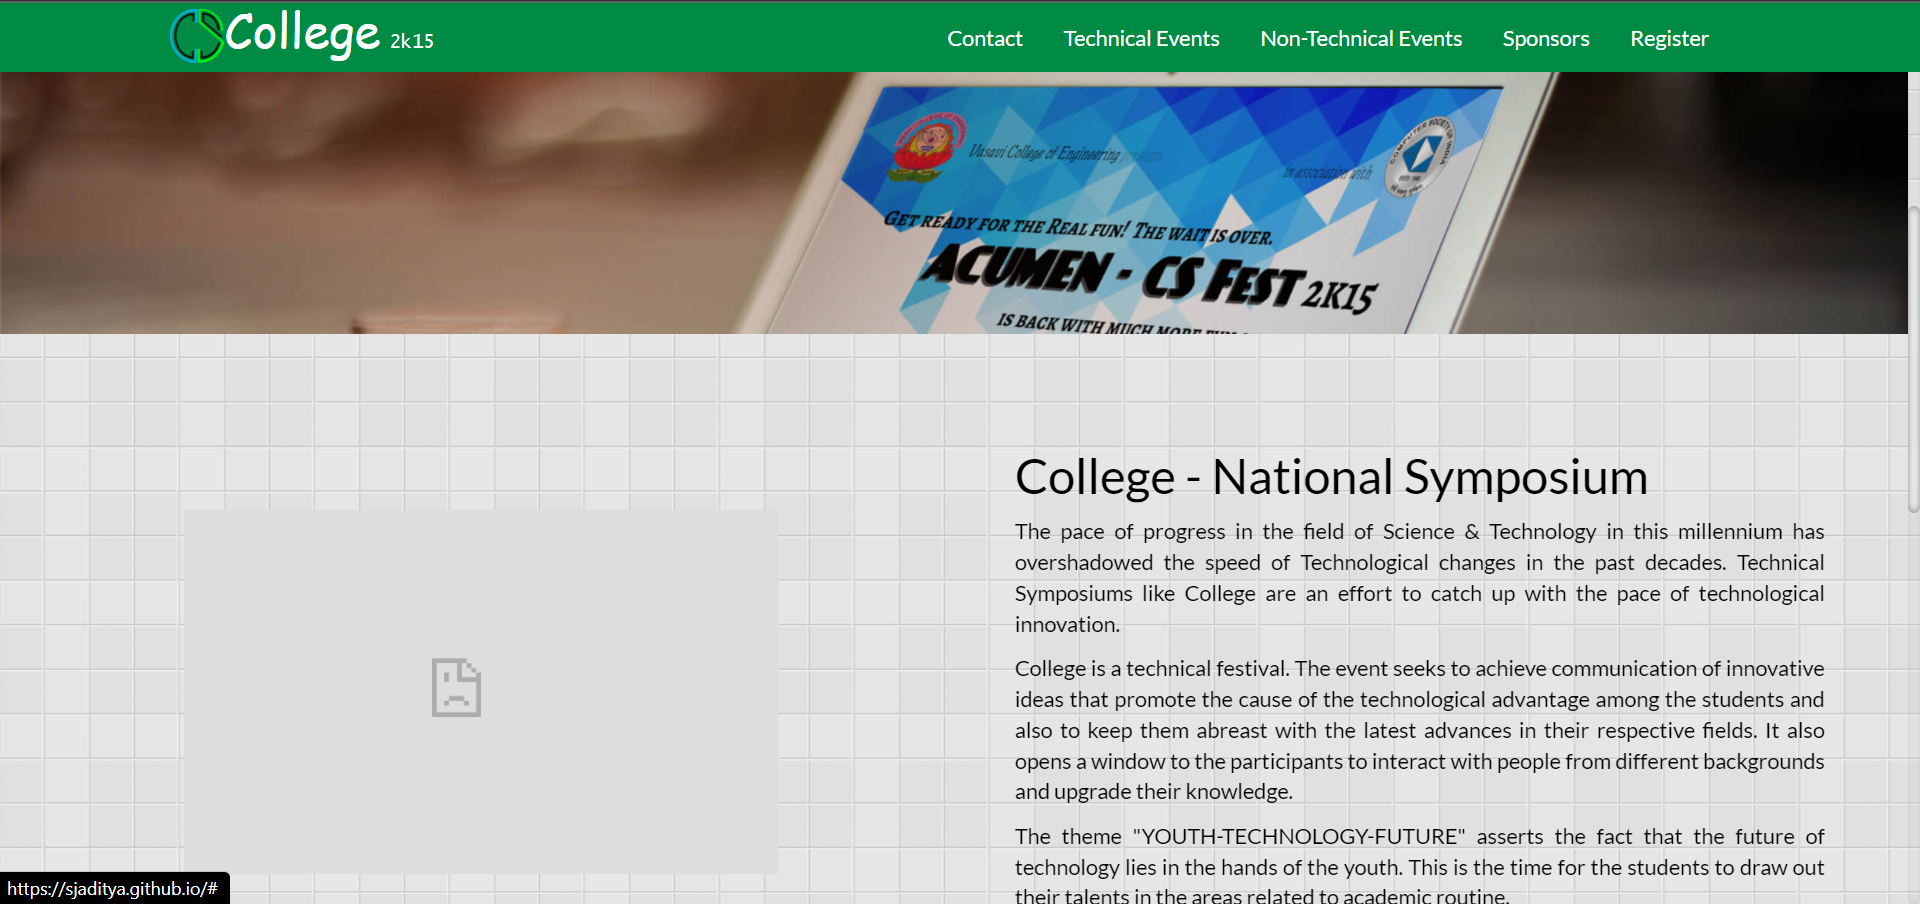 CS College 2k15
Contact Technical Events Non-Technical Events Sponsors Register
Vasavi College of Engineering presents
in association with
COMPUTER SOCIETY OF INDIA
GET READY FOR THE REAL FUN! THE WAIT IS OVER.
ACUMEN - CS FEST 2K15
IS BACK WITH MUCH MORE FUN
College - National Symposium
The pace of progress in the field of Science & Technology in this millennium has
overshadowed the speed of Technological changes in the past decades. Technical
Symposiums like College are an effort to catch up with the pace of technological
innovation.
College is a technical festival. The event seeks to achieve communication of innovative
ideas that promote the cause of the technological advantage among the students and
also to keep them abreast with the latest advances in their respective fields. It also
opens a window to the participants to interact with people from different backgrounds
and upgrade their knowledge.
The theme "YOUTH-TECHNOLOGY-FUTURE" asserts the fact that the future of
technology lies in the hands of the youth. This is the time for the students to draw out
their talents in the areas related to academic routine.
https://sjaditya.github.io/#